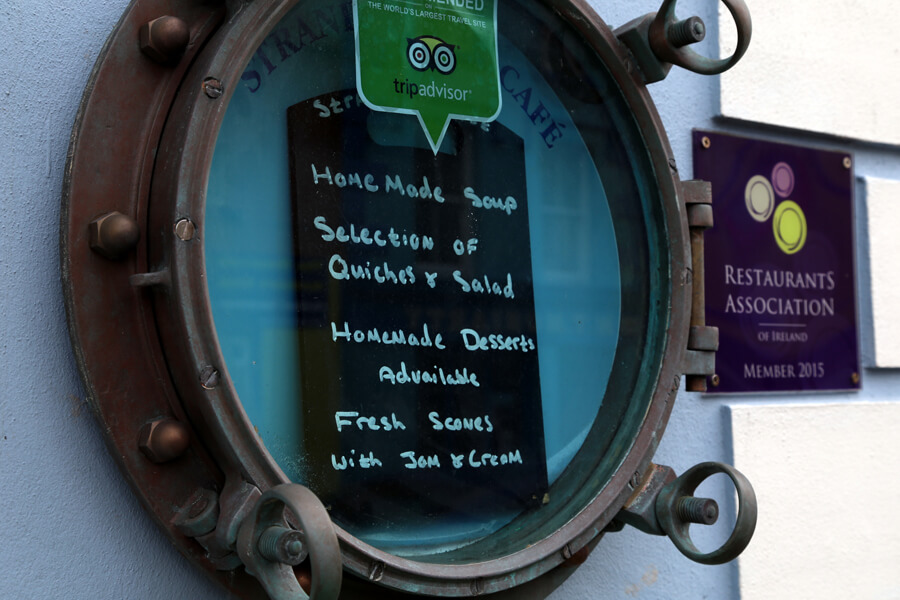 THE WORLD'S LARGEST TRAVEL SITE
tripadvisor
CAFÉ
HomeMade Soup
Selection of
Quiches & Salad
Homemade Desserts
Advailable
Fresh Scones
With Jam & Cream
RESTAURANTS
ASSOCIATION
OF IRELAND
MEMBER 2015